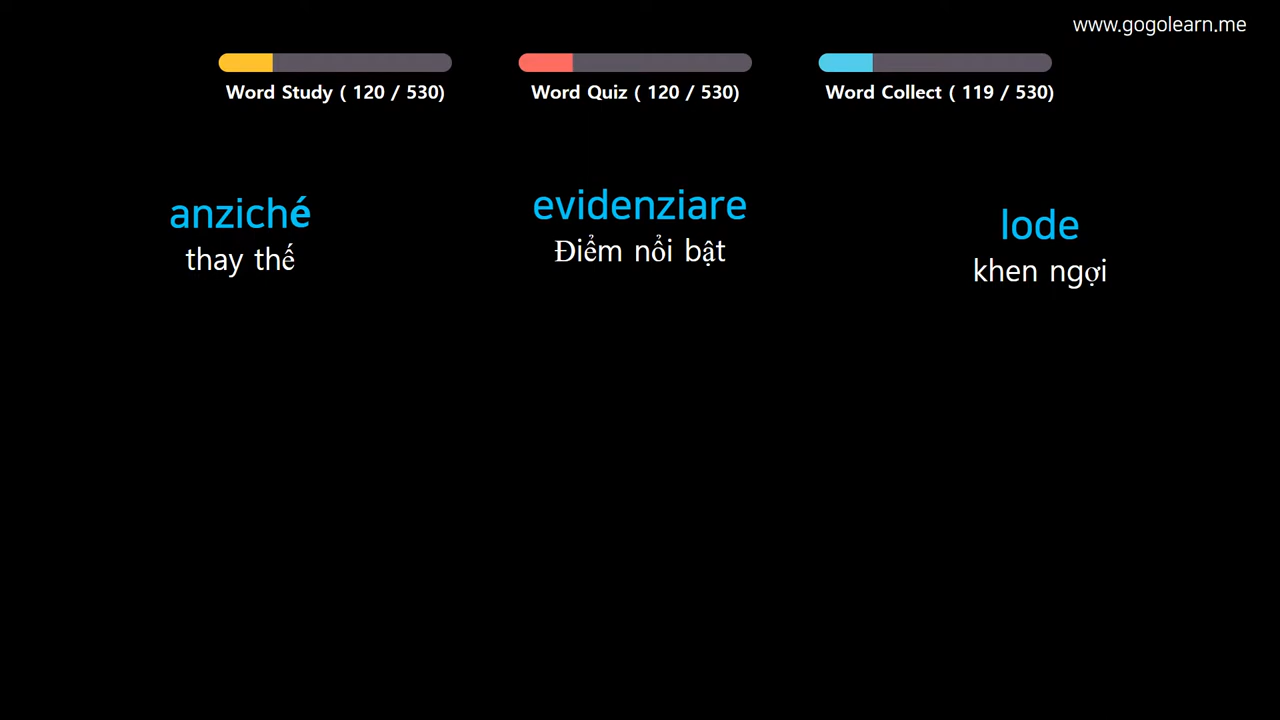 www.gogolearn.me
Word Study ( 120 / 530)
Word Quiz ( 120 / 530)
Word Collect ( 119 / 530)
anziché
thay thế
evidenziare
Điểm nổi bật
lode
khen ngợi